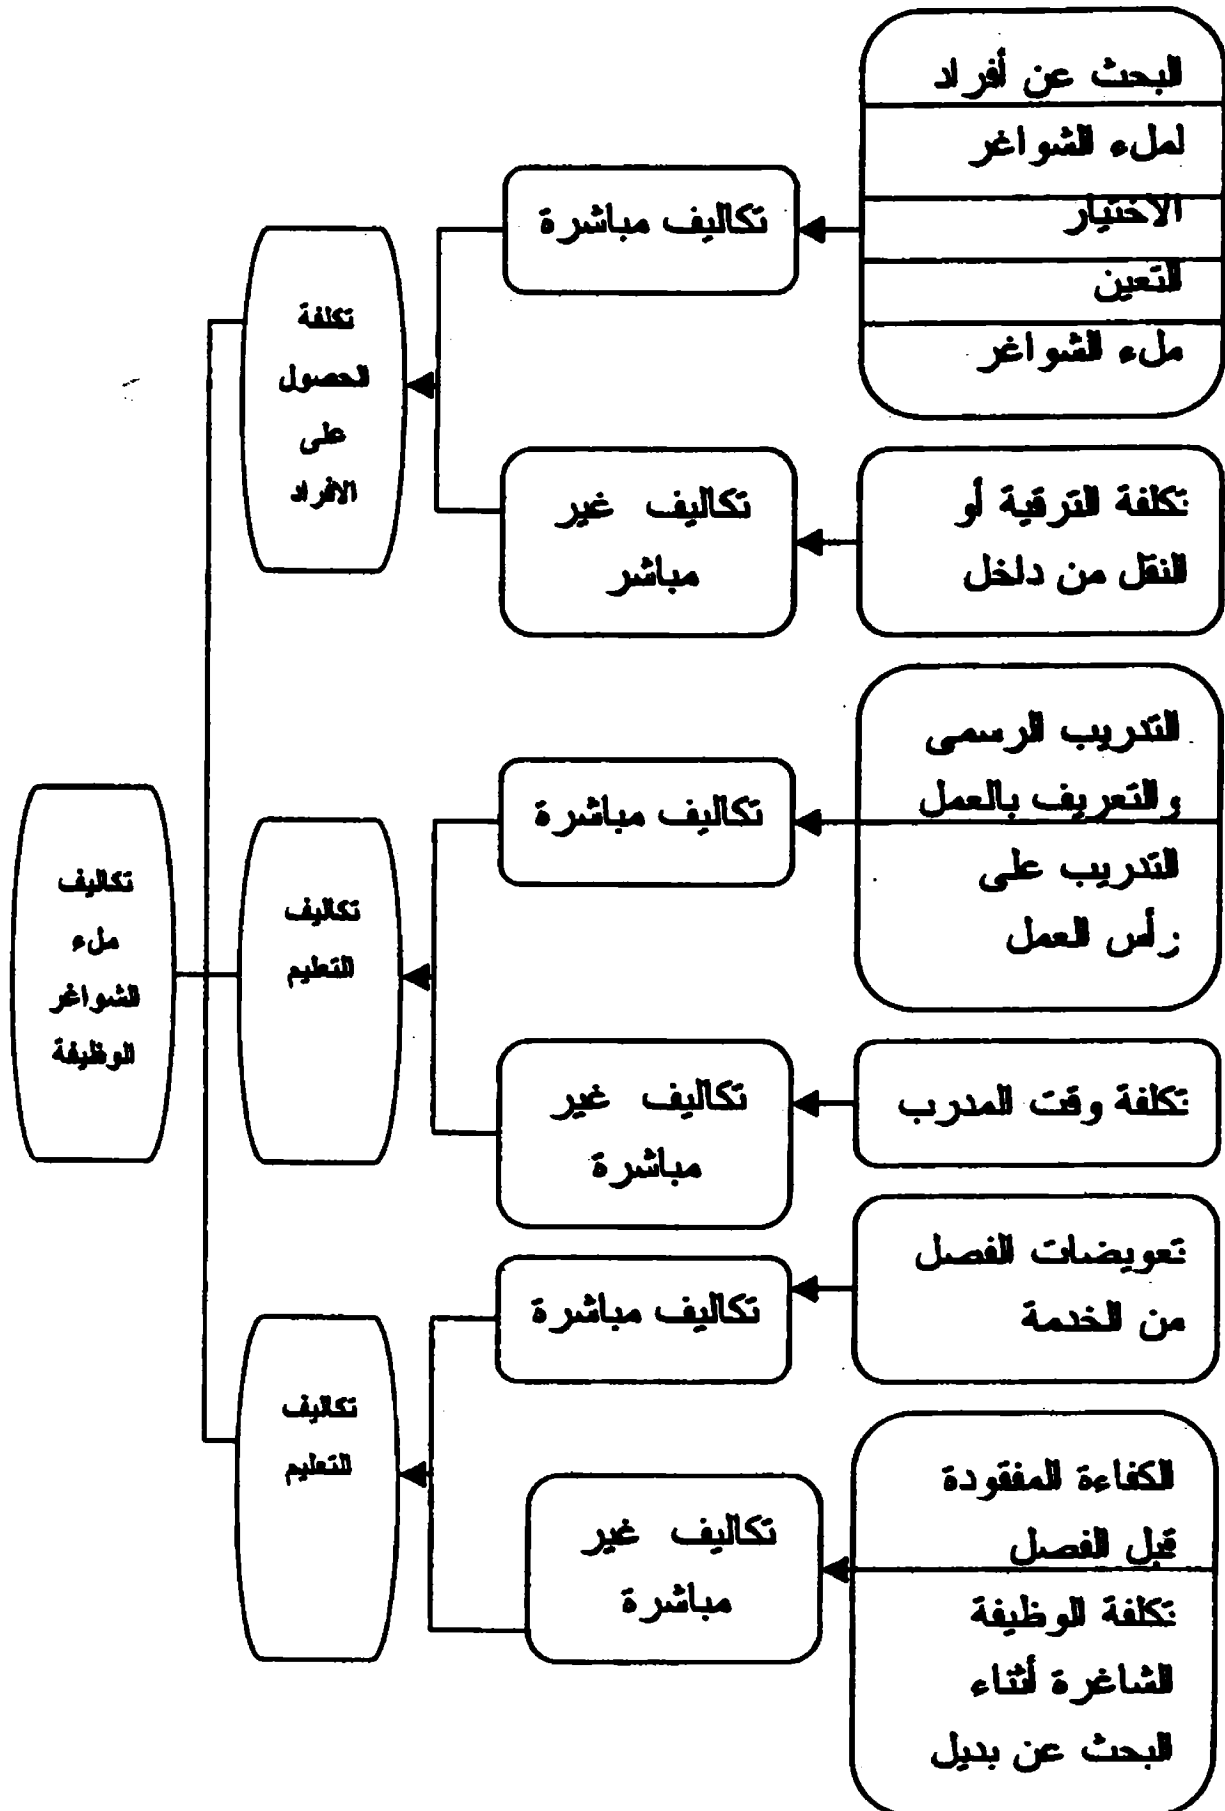 البحث عن أفراد
لملء الشواغر
الاختيار
التعين
ملء الشواغر
تكاليف مباشرة
تكلفة
الحصول
على
الافراد
تكلفة الترقية أو
النقل من داخل
تكاليف غير
مباشر
التدريب الرسمى
والتعريف بالعمل
التدريب على
رأس العمل
تكاليف مباشرة
تكاليف
التعليم
تكاليف
ملء
الشواغر
الوظيفة
تكلفة وقت المدرب
تكاليف غير
مباشرة
تعويضات الفصل
من الخدمة
تكاليف مباشرة
تكاليف
التعليم
الكفاءة المفقودة
قبل الفصل
تكلفة الوظيفة
الشاغرة أثناء
البحث عن بديل
تكاليف غير
مباشرة